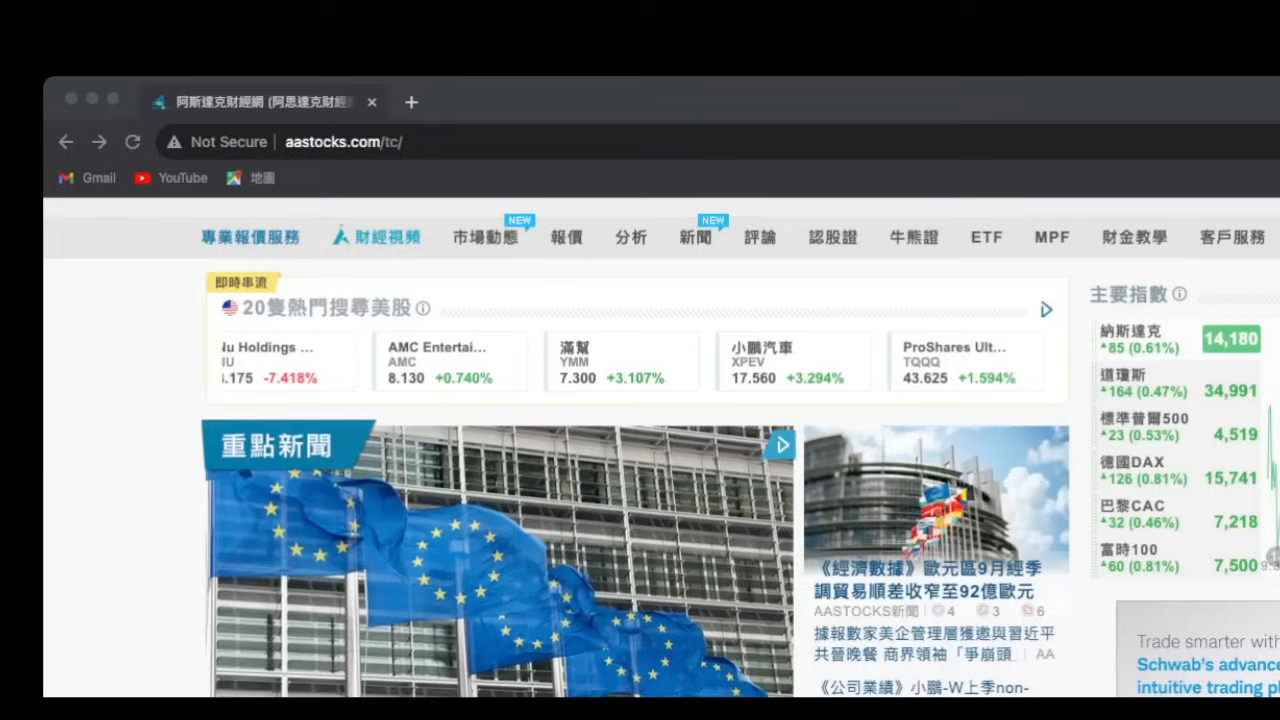 阿斯達克財經網 (阿思達克財經
Not Secure | aastocks.com/tc/
Gmail YouTube 地圖
專業報價服務 財經視頻 市場動態 NEW 報價 分析 新聞 NEW 評論 認股證 牛熊證 ETF MPF 財金教學 客戶服務
即時串流
20隻熱門搜尋美股
Nu Holdings ...
NU
.175 -7.418%
AMC Entertai...
AMC
8.130 +0.740%
滿幫
YMM
7.300 +3.107%
小鵬汽車
XPEV
17.560 +3.294%
ProShares Ult...
TQQQ
43.625 +1.594%
主要指數
納斯達克 14,180
85 (0.61%)
道瓊斯
164 (0.47%) 34,991
標準普爾500
23 (0.53%) 4,519
德國DAX
126 (0.81%) 15,741
巴黎CAC
32 (0.46%) 7,218
富時100
60 (0.81%) 7,500
重點新聞
《經濟數據》歐元區9月經季
調貿易順差收窄至92億歐元
AASTOCKS新聞 4 3 6
據報數家美企管理層獲邀與習近平
共晉晚餐 商界領袖「爭崩頭 AA
《公司業績》小鵬-W上季non-
Trade smarter with
Schwab's advance
intuitive trading pl